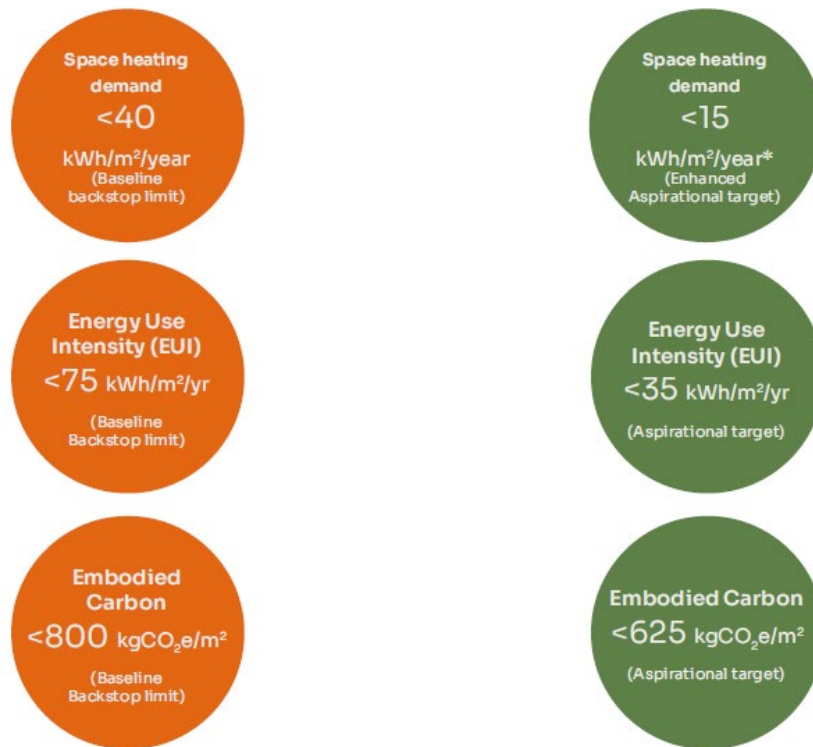 Space heating
demand
<40
kWh/m²/year
(Baseline
backstop limit)
Space heating
demand
<15
kWh/m²/year*
(Enhanced
Aspirational target)
Energy Use
Intensity (EUI)
<75 kWh/m²/yr
(Baseline
Backstop limit)
Energy Use
Intensity (EUI)
<35 kWh/m²/yr
(Aspirational target)
Embodied
Carbon
<800 kgCO₂e/m²
(Baseline
Backstop limit)
Embodied Carbon
<625 kgCO₂e/m²
(Aspirational target)